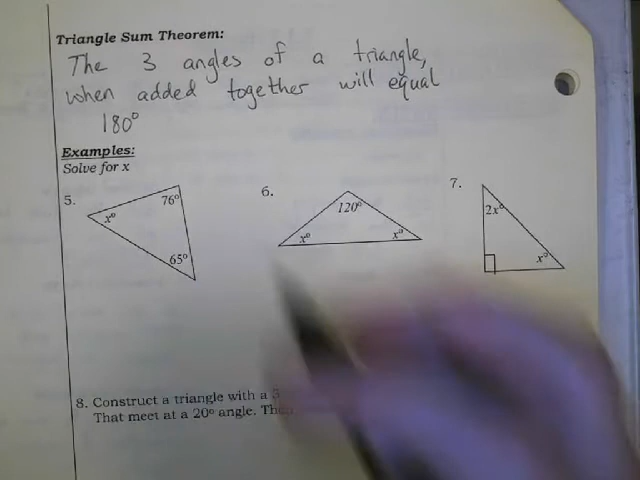 Triangle Sum Theorem:
The 3 angles of a triangle,
when added together will equal
180°
Examples:
Solve for x
5.
76°
x°
65°
6.
120°
x°
x°
7.
2x°
x°
8. Construct a triangle with a
That meet at a 20° angle.